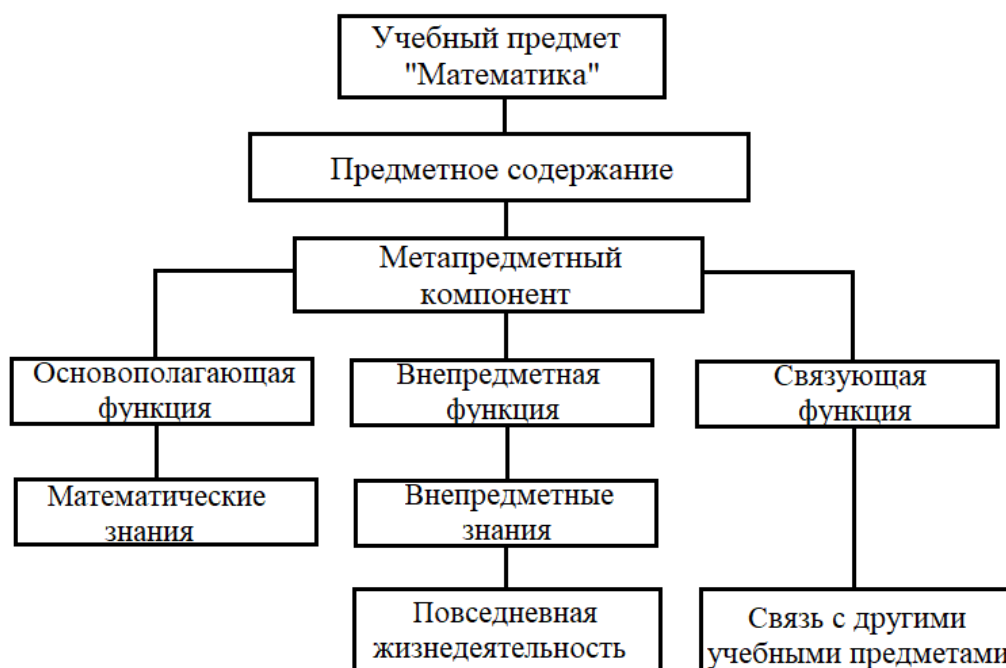 Учебный предмет
"Математика"
Предметное содержание
Метапредметный
компонент
Основополагающая
функция
Внепредметная
функция
Связующая
функция
Математические
знания
Внепредметные
знания
Повседневная
жизнедеятельность
Связь с другими
учебными предметами